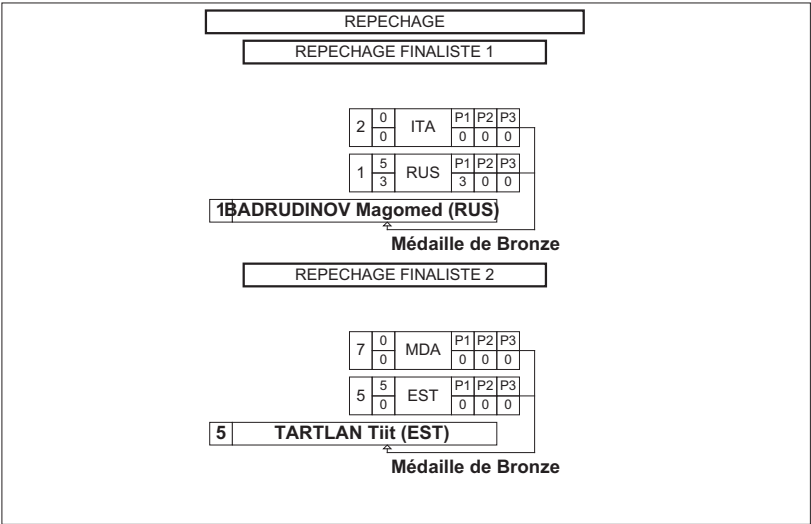 REPECHAGE
REPECHAGE FINALISTE 1
2 0 ITA P1 P2 P3
0 0 0 0
1 5 RUS P1 P2 P3
3 3 0 0
1 BADRUDINOV Magomed (RUS)
Médaille de Bronze
REPECHAGE FINALISTE 2
7 0 MDA P1 P2 P3
0 0 0 0
5 5 EST P1 P2 P3
0 0 0 0
5 TARTLAN Tiit (EST)
Médaille de Bronze